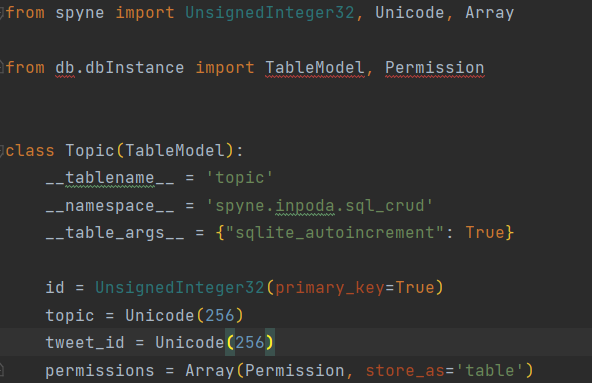 from spyne import UnsignedInteger32, Unicode, Array
from db.dbInstance import TableModel, Permission
class Topic(TableModel):
__tablename__ = 'topic'
__namespace__ = 'spyne.inpoda.sql_crud'
__table_args__ = {"sqlite_autoincrement": True}
id = UnsignedInteger32(primary_key=True)
topic = Unicode(256)
tweet_id = Unicode(256)
permissions = Array(Permission, store_as='table')